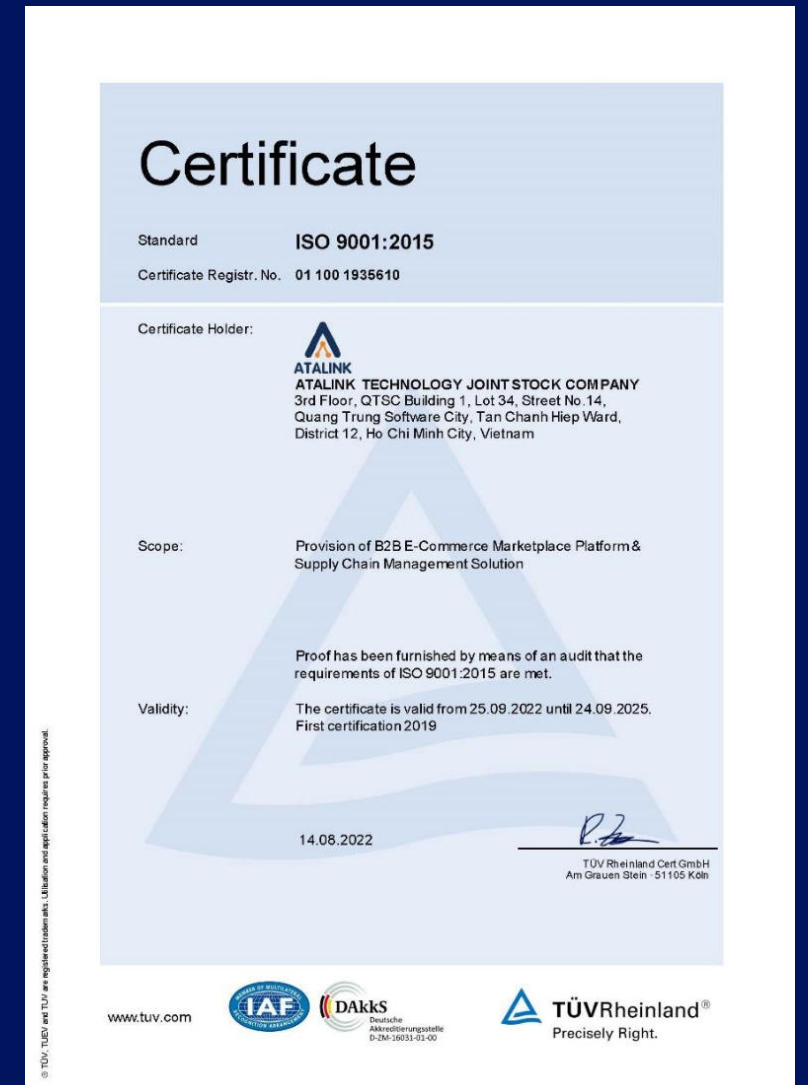 Certificate
Standard ISO 9001:2015
Certificate Registr. No. 01 100 1935610
Certificate Holder:
ATALINK
ATALINK TECHNOLOGY JOINT STOCK COMPANY
3rd Floor, QTSC Building 1, Lot 34, Street No.14,
Quang Trung Software City, Tan Chanh Hiep Ward,
District 12, Ho Chi Minh City, Vietnam
Scope: Provision of B2B E-Commerce Marketplace Platform &
Supply Chain Management Solution
Proof has been furnished by means of an audit that the
requirements of ISO 9001:2015 are met.
Validity: The certificate is valid from 25.09.2022 until 24.09.2025.
First certification 2019
14.08.2022
TÜV Rheinland Cert GmbH
Am Grauen Stein · 51105 Köln
® TÜV, TUEV and TUV are registered trademarks. Utilisation and application requires prior approval.
www.tuv.com
MEMBER OF MULTILATERAL
IAF
RECOGNITION ARRANGEMENT
DAkkS
Deutsche
Akkreditierungsstelle
D-ZM-16031-01-00
TÜVRheinland®
Precisely Right.